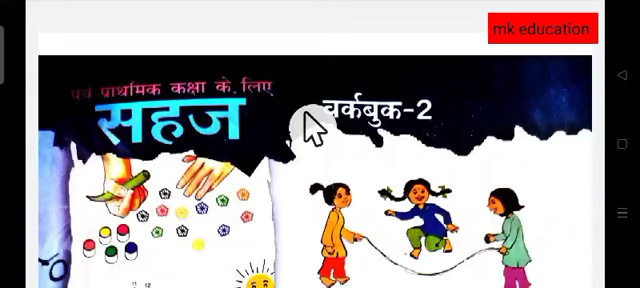 mk education
पूर्व प्राथमिक कक्षा के लिए
सहज
वर्कबुक-2